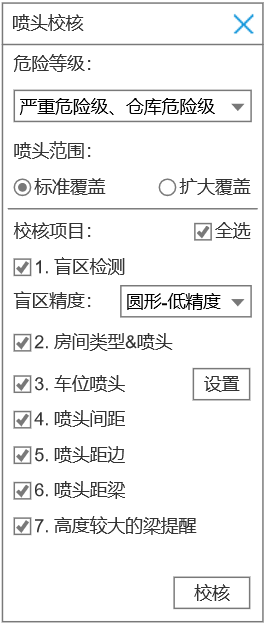 喷头校核
危险等级：
严重危险级、仓库危险级
喷头范围：
标准覆盖 扩大覆盖
校核项目： 全选
1. 盲区检测
盲区精度： 圆形-低精度
2. 房间类型&喷头
3. 车位喷头 设置
4. 喷头间距
5. 喷头距边
6. 喷头距梁
7. 高度较大的梁提醒
校核